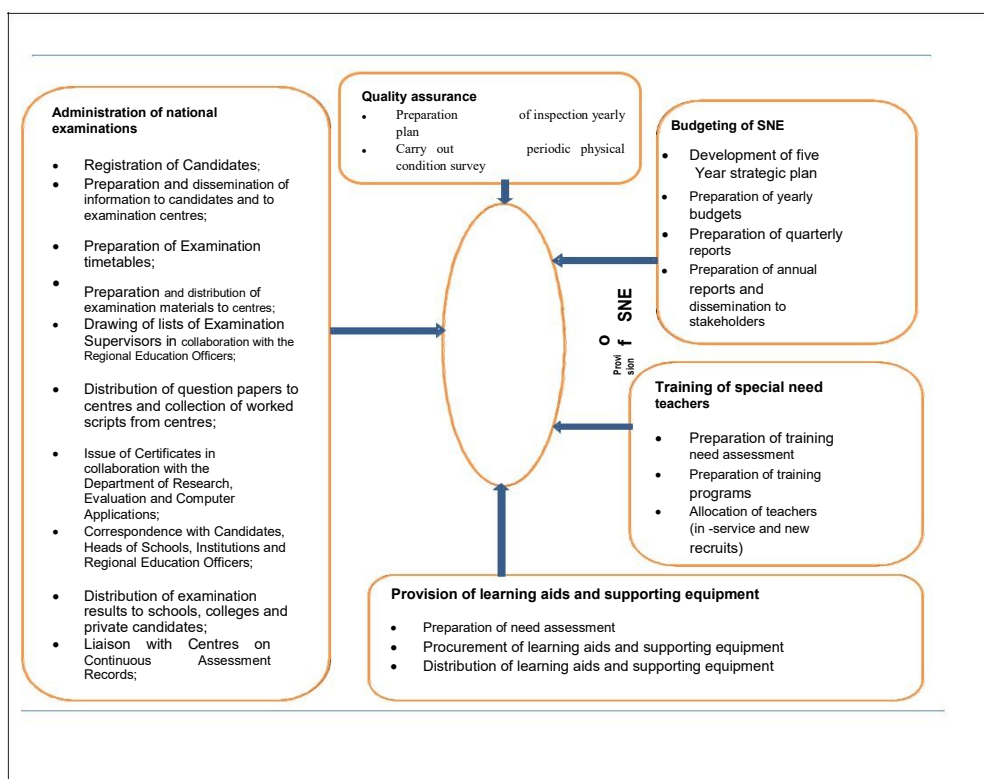 Administration of national
examinations
• Registration of Candidates;
• Preparation and dissemination of
information to candidates and to
examination centres;
• Preparation of Examination
timetables;
•
Preparation and distribution of
examination materials to centres;
• Drawing of lists of Examination
Supervisors in collaboration with the
Regional Education Officers;
• Distribution of question papers to
centres and collection of worked
scripts from centres;
• Issue of Certificates in
collaboration with the
Department of Research,
Evaluation and Computer
Applications;
• Correspondence with Candidates,
Heads of Schools, Institutions and
Regional Education Officers;
• Distribution of examination
results to schools, colleges and
private candidates;
• Liaison with Centres on
Continuous Assessment
Records;
Quality assurance
• Preparation of inspection yearly
plan
• Carry out periodic physical
condition survey
Budgeting of SNE
• Development of five
Year strategic plan
• Preparation of yearly
budgets
• Preparation of quarterly
reports
• Preparation of annual
reports and
dissemination to
stakeholders
Provi
sion
o
f
SNE
Training of special need
teachers
• Preparation of training
need assessment
• Preparation of training
programs
• Allocation of teachers
(in -service and new
recruits)
Provision of learning aids and supporting equipment
• Preparation of need assessment
• Procurement of learning aids and supporting equipment
• Distribution of learning aids and supporting equipment